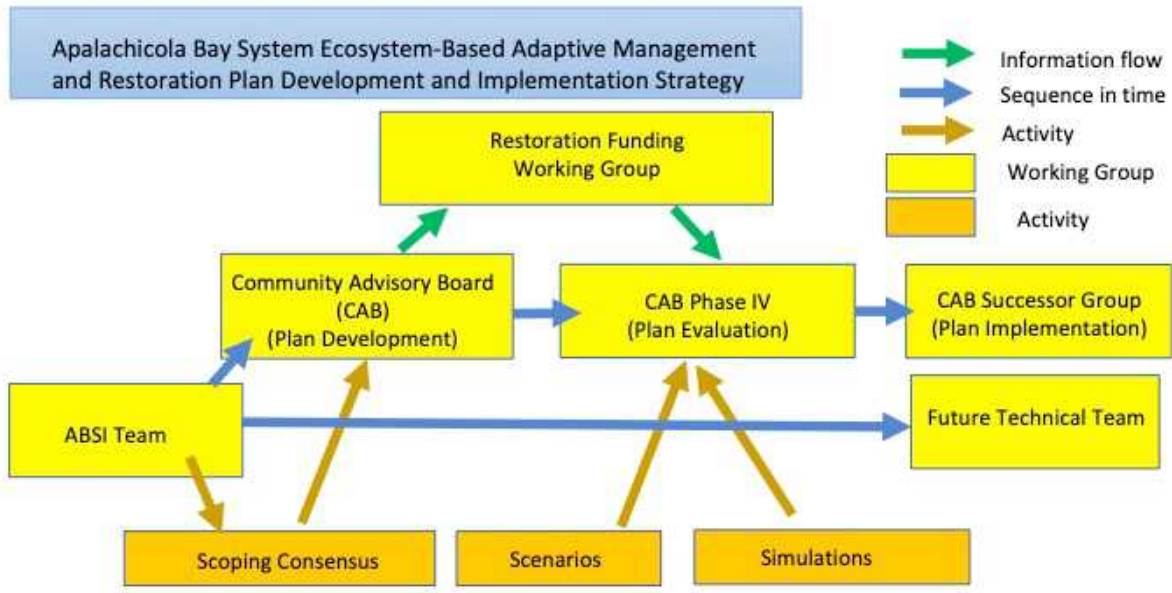 Apalachicola Bay System Ecosystem-Based Adaptive Management
and Restoration Plan Development and Implementation Strategy
Information flow
Sequence in time
Activity
Working Group
Activity
Restoration Funding
Working Group
Community Advisory Board
(CAB)
(Plan Development)
CAB Phase IV
(Plan Evaluation)
CAB Successor Group
(Plan Implementation)
ABSI Team
Future Technical Team
Scoping Consensus
Scenarios
Simulations